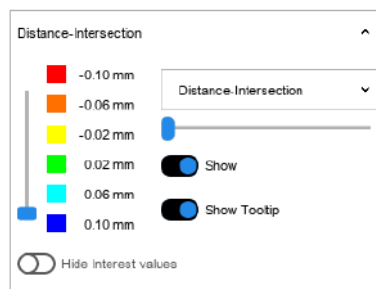 Distance-Intersection
-0.10 mm
-0.06 mm
-0.02 mm
0.02 mm
0.06 mm
0.10 mm
Distance-Intersection
Show
Show Tooltip
Hide Interest values